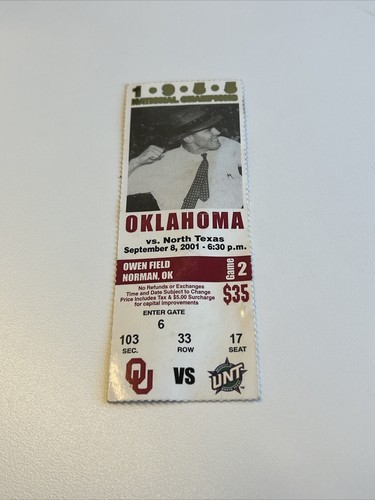 1•9•5•5
NATIONAL CHAMPIONS
OKLAHOMA
vs. North Texas
September 8, 2001 - 6:30 p.m.
OWEN FIELD
NORMAN, OK
Game 2
No Refunds or Exchanges
Time and Date Subject to Change
Price Includes Tax & $5.00 Surcharge
for capital improvements
$35
ENTER GATE
6
103 33 17
SEC. ROW SEAT
OU VS UNT